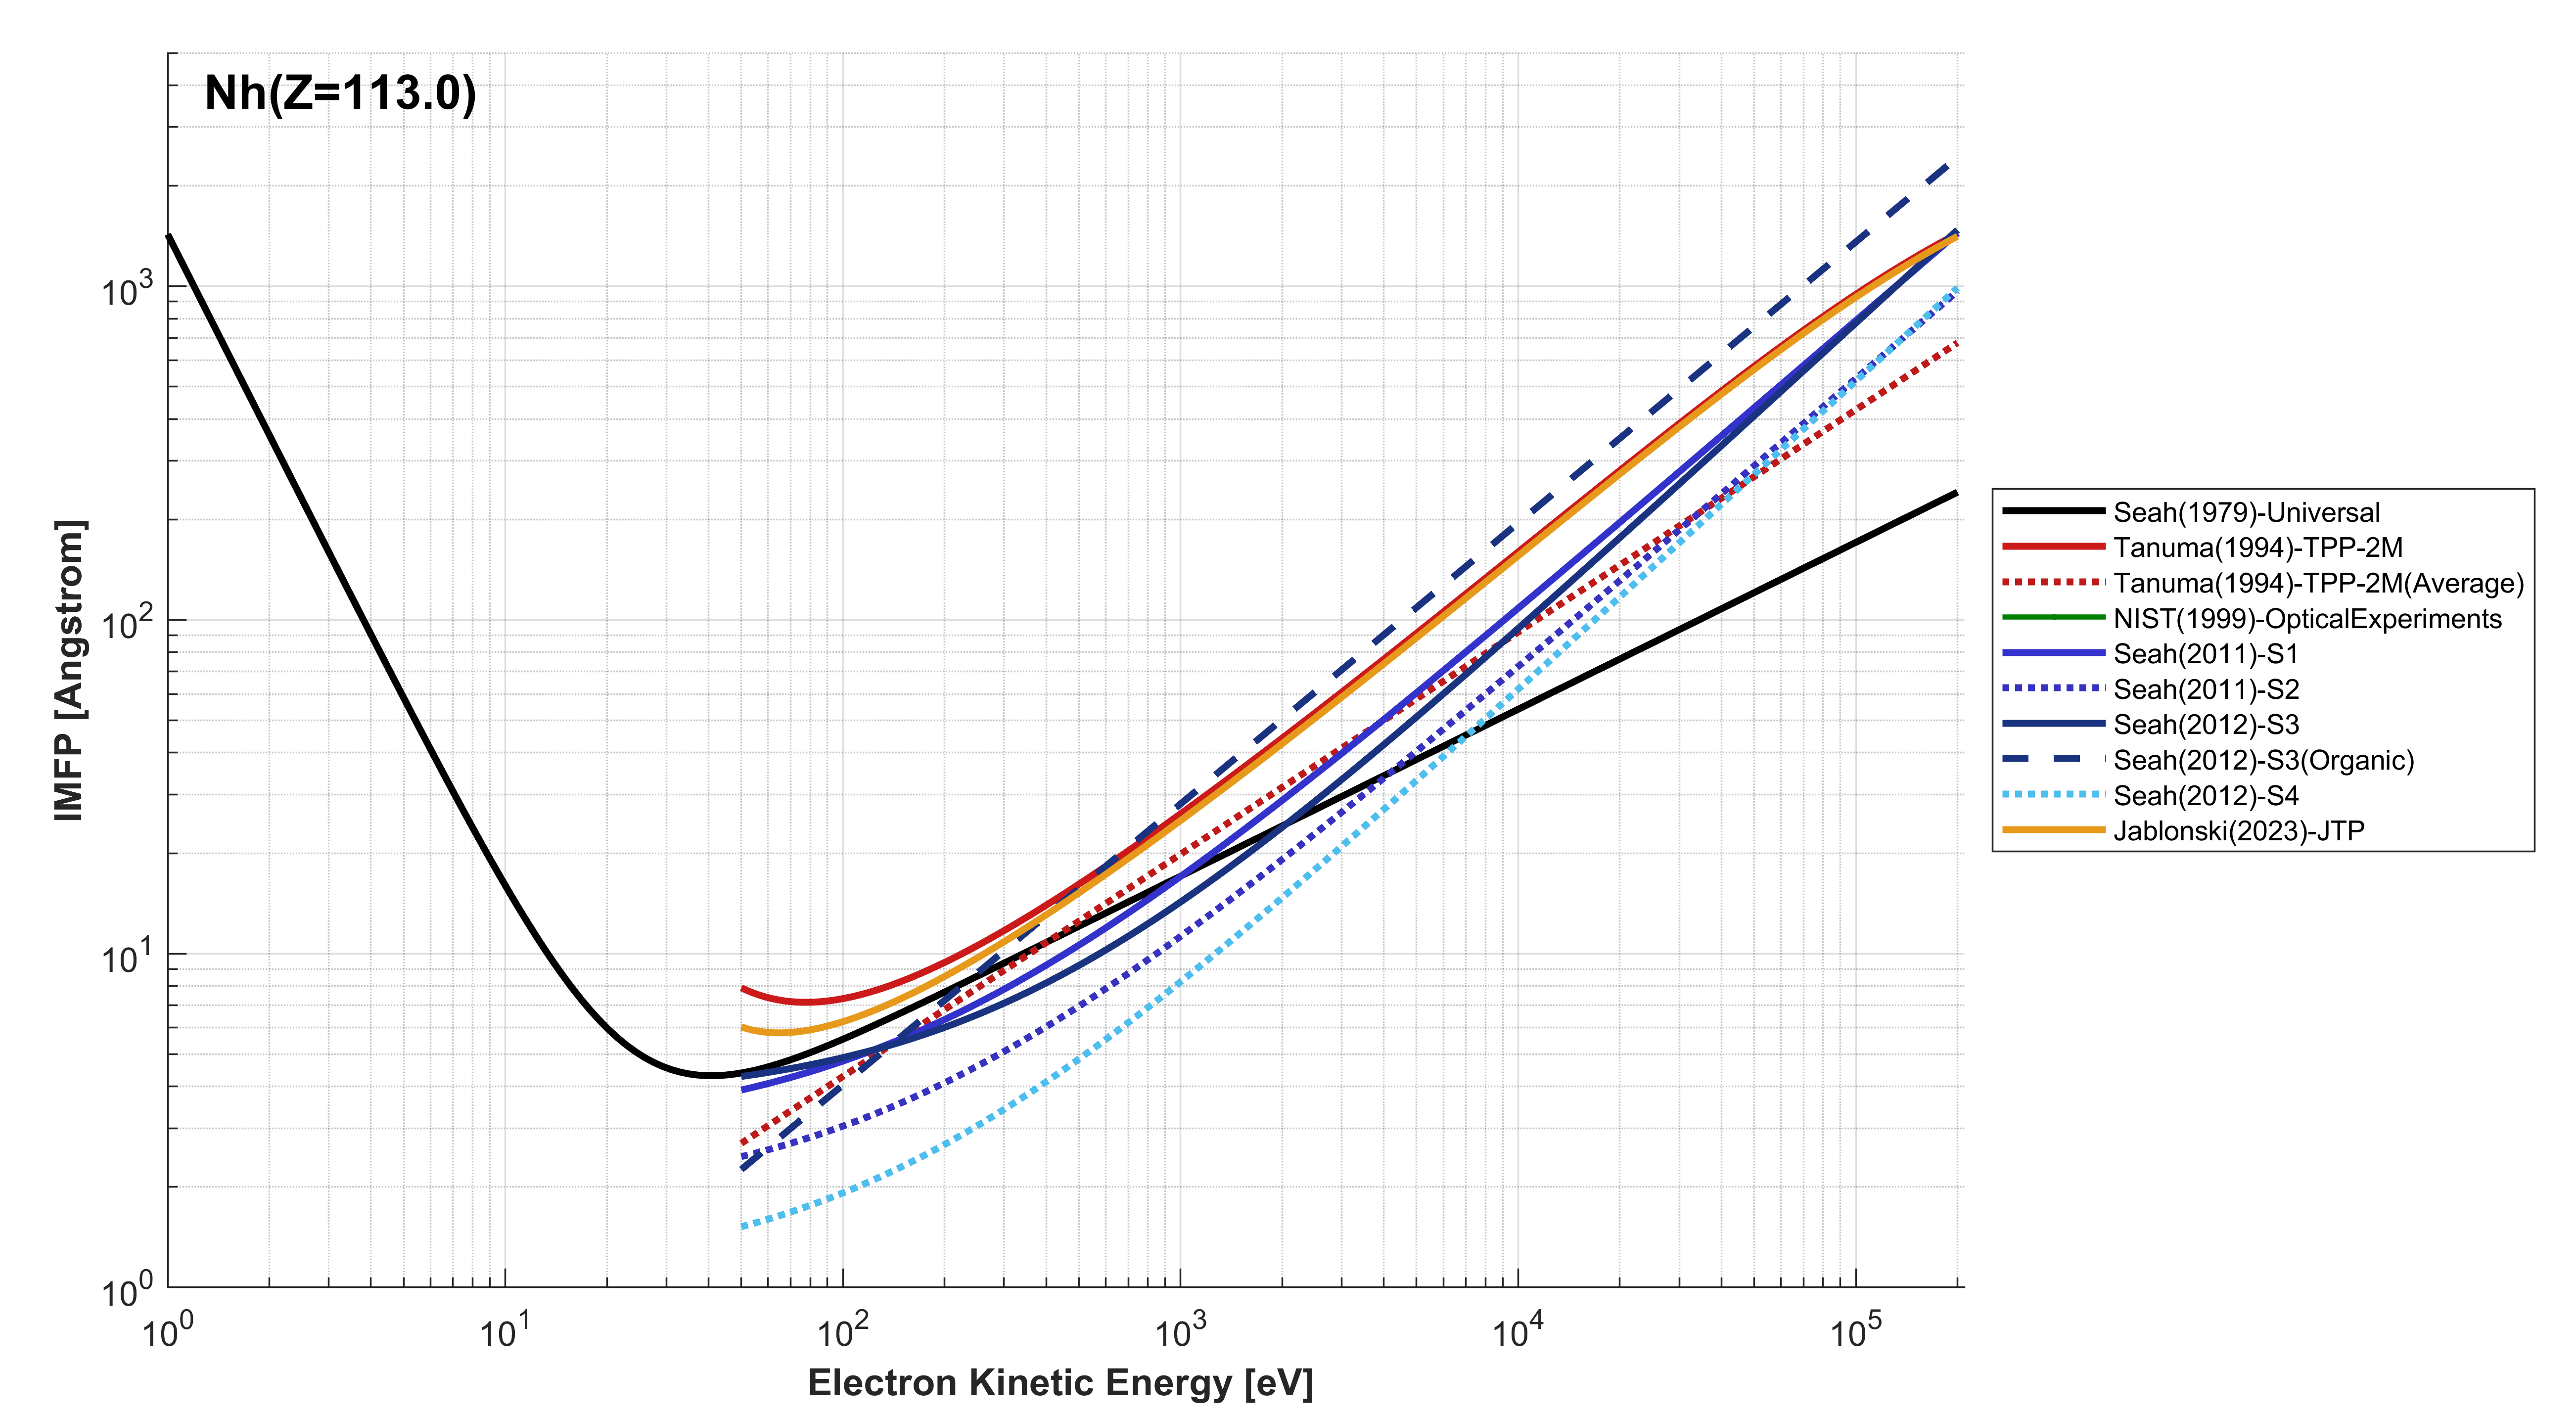 Nh(Z=113.0)
IMFP [Angstrom]
10^3
10^2
10^1
10^0
10^0 10^1 10^2 10^3 10^4 10^5
Electron Kinetic Energy [eV]
Seah(1979)-Universal
Tanuma(1994)-TPP-2M
Tanuma(1994)-TPP-2M(Average)
NIST(1999)-OpticalExperiments
Seah(2011)-S1
Seah(2011)-S2
Seah(2012)-S3
Seah(2012)-S3(Organic)
Seah(2012)-S4
Jablonski(2023)-JTP